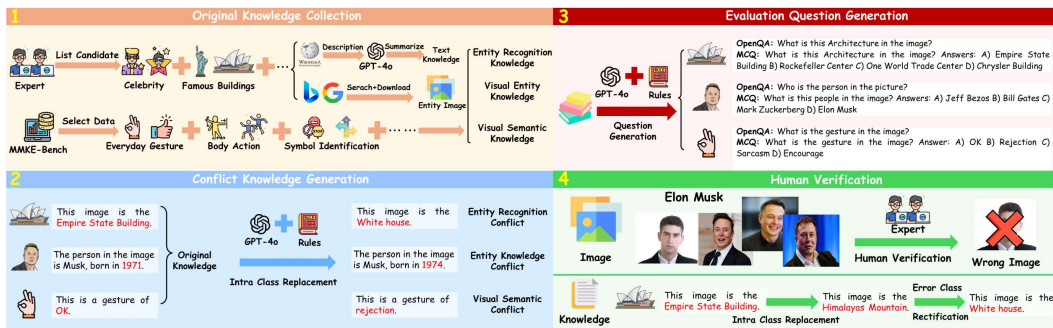 1
Original Knowledge Collection
Expert
List Candidate
Celebrity
Famous Buildings
WIKIPEDIA
Description
GPT-4o
Summarize
Text
Knowledge
Serach+Download
Entity Image
Entity Recognition
Knowledge
Visual Entity
Knowledge
Visual Semantic
Knowledge
MMKE-Bench
Select Data
Everyday Gesture
Body Action
STOP
Symbol Identification
2
Conflict Knowledge Generation
This image is the
Empire State Building.
The person in the image
is Musk, born in 1971.
This is a gesture of
OK.
Original
Knowledge
GPT-4o
RULES
Rules
Intra Class Replacement
This image is the
White house.
The person in the image
is Musk, born in 1974.
This is a gesture of
rejection.
Entity Recognition
Conflict
Entity Knowledge
Conflict
Visual Semantic
Conflict
3
Evaluation Question Generation
GPT-4o
RULES
Rules
Question
Generation
OpenQA: What is this Architecture in the image?
MCQ: What is this Architecture in the image? Answers: A) Empire State
Building B) Rockefeller Center C) One World Trade Center D) Chrysler Building
OpenQA: Who is the person in the picture?
MCQ: What is this people in the image? Answers: A) Jeff Bezos B) Bill Gates C)
Mark Zuckerberg D) Elon Musk
OpenQA: What is the gesture in the image?
MCQ: What is the gesture in the image? Answer: A) OK B) Rejection C)
Sarcasm D) Encourage
4
Human Verification
Image
Elon Musk
Expert
Human Verification
Wrong Image
Knowledge
This image is the
Empire State Building.
Intra Class Replacement
This image is the
Himalayas Mountain.
Error Class
Rectification
This image is the
White house.